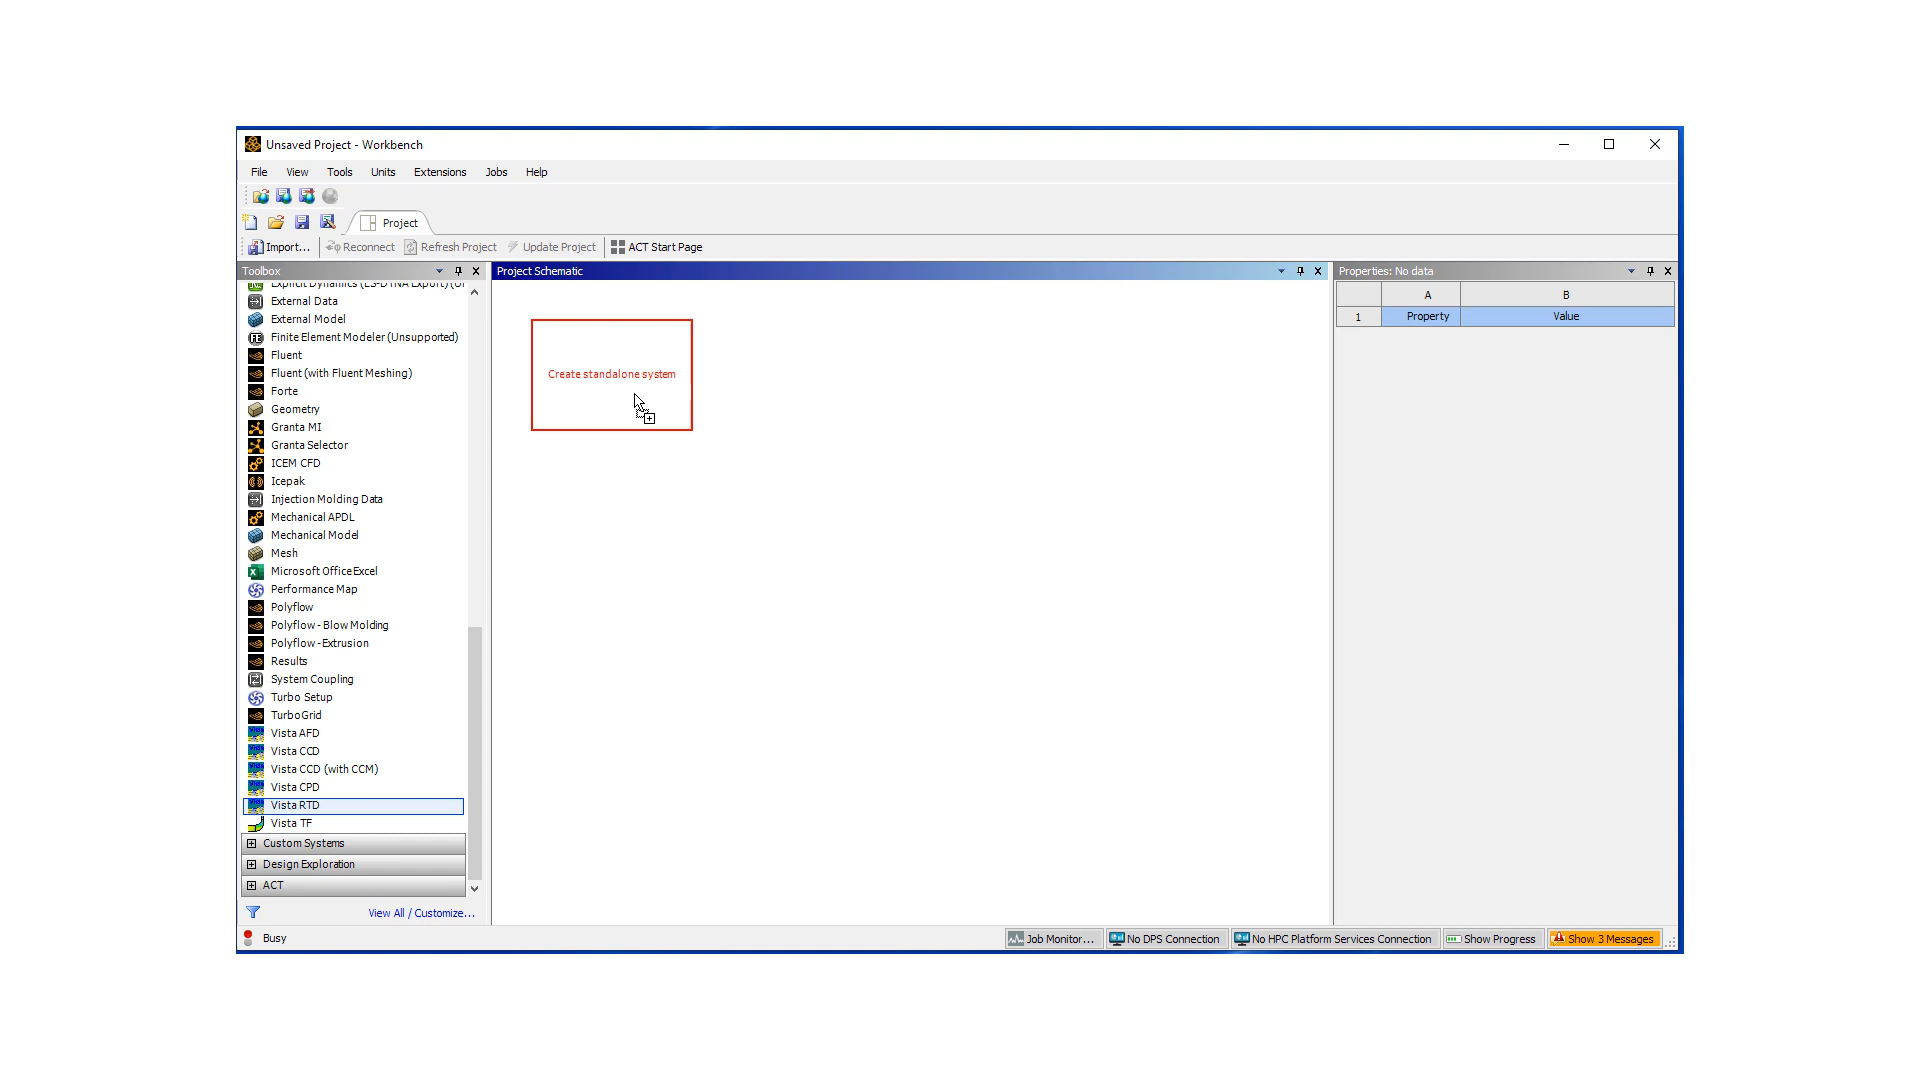 Unsaved Project - Workbench
File View Tools Units Extensions Jobs Help
Project
Import... Reconnect Refresh Project Update Project ACT Start Page
Toolbox
Project Schematic
Properties: No data
Explicit Dynamics (LS-DYNA Export) (Un
External Data
External Model
Finite Element Modeler (Unsupported)
Fluent
Fluent (with Fluent Meshing)
Forte
Geometry
Granta MI
Granta Selector
ICEM CFD
Icepak
Injection Molding Data
Mechanical APDL
Mechanical Model
Mesh
Microsoft Office Excel
Performance Map
Polyflow
Polyflow - Blow Molding
Polyflow - Extrusion
Results
System Coupling
Turbo Setup
TurboGrid
Vista AFD
Vista CCD
Vista CCD (with CCM)
Vista CPD
Vista RTD
Vista TF
Custom Systems
Design Exploration
ACT
View All / Customize...
Create standalone system
A B
1 Property Value
Busy
Job Monitor... No DPS Connection No HPC Platform Services Connection Show Progress Show 3 Messages